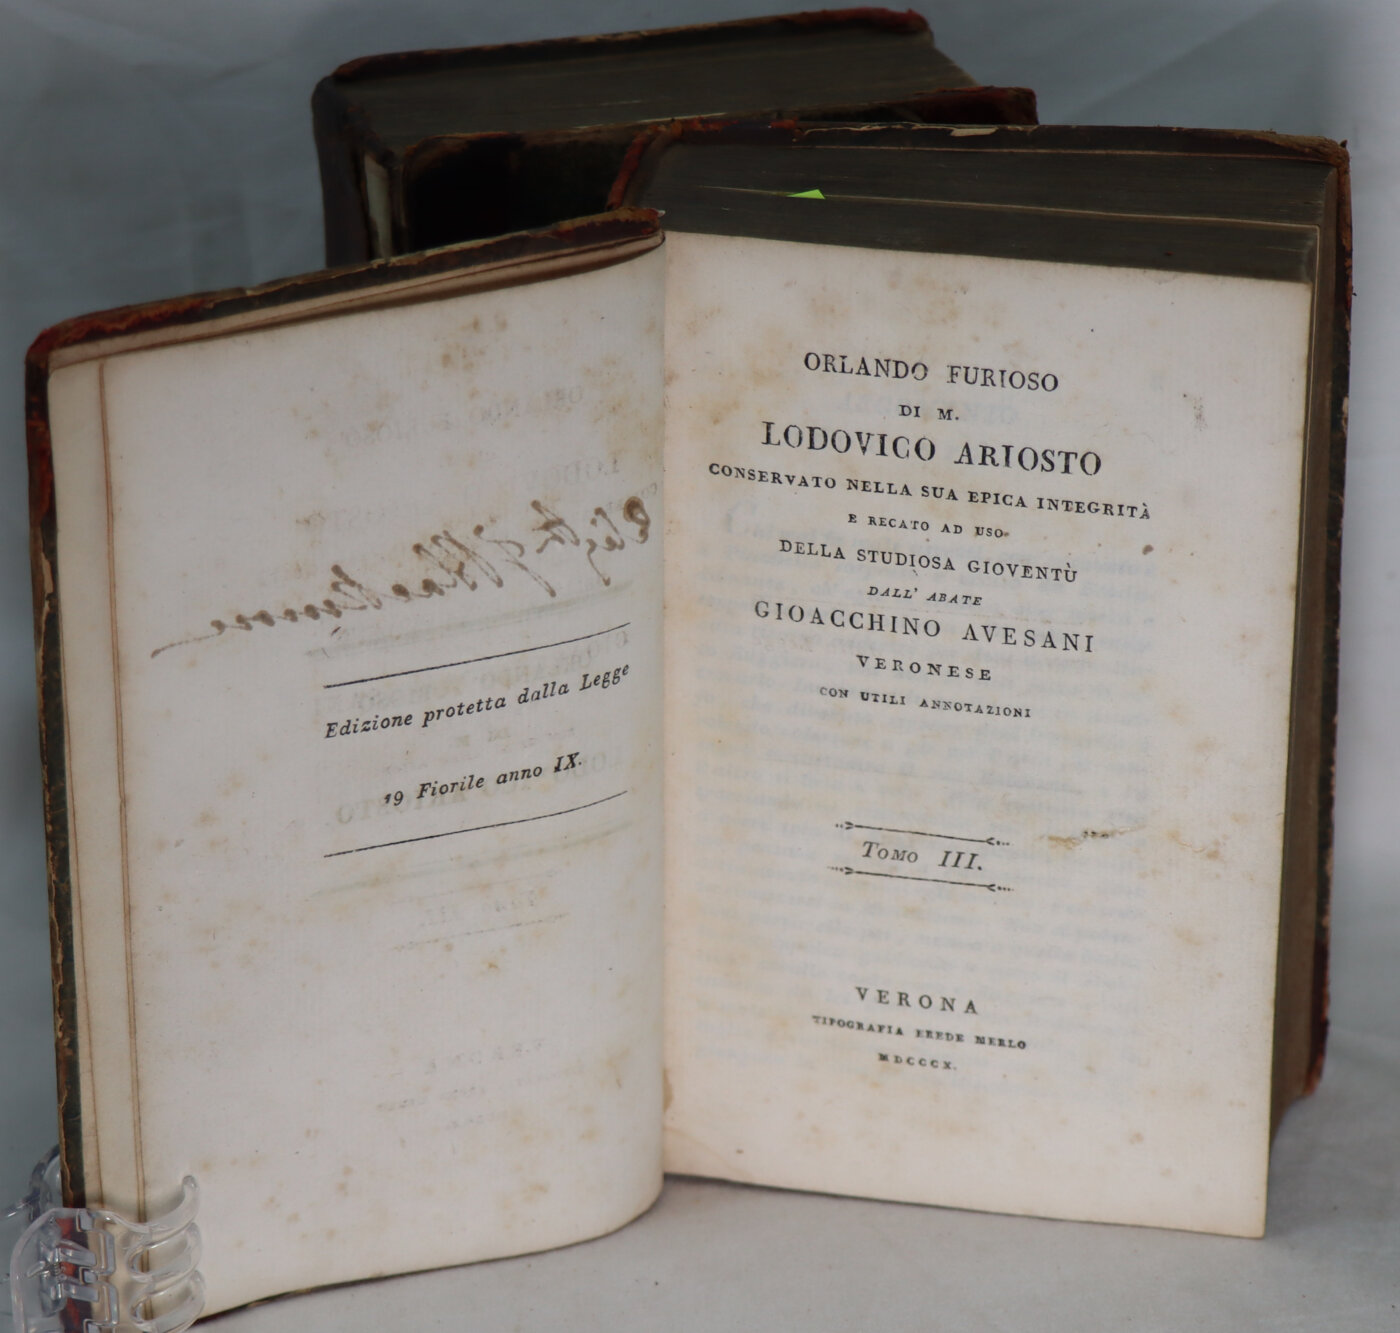 Edizione protetta dalla Legge
19 Fiorile anno IX.
ORLANDO FURIOSO
DI M.
LODOVICO ARIOSTO
CONSERVATO NELLA SUA EPICA INTEGRITÀ
E RECATO AD USO
DELLA STUDIOSA GIOVENTÙ
DALL' ABATE
GIOACCHINO AVESANI
VERONESE
CON UTILI ANNOTAZIONI
TOMO III.
VERONA
TIPOGRAFIA EREDE MERLO
MDCCCX.